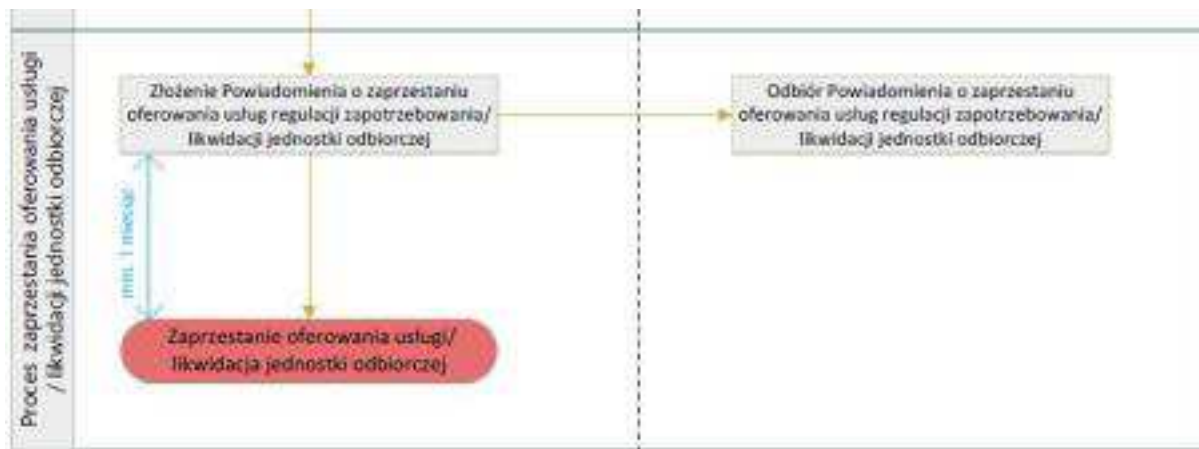 Proces zaprzestania oferowania usługi
/ likwidacji jednostki odbiorczej
Złożenie Powiadomienia o zaprzestaniu
oferowania usług regulacji zapotrzebowania/
likwidacji jednostki odbiorczej
Odbiór Powiadomienia o zaprzestaniu
oferowania usług regulacji zapotrzebowania/
likwidacji jednostki odbiorczej
min. 1 miesiąc
Zaprzestanie oferowania usługi/
likwidacja jednostki odbiorczej